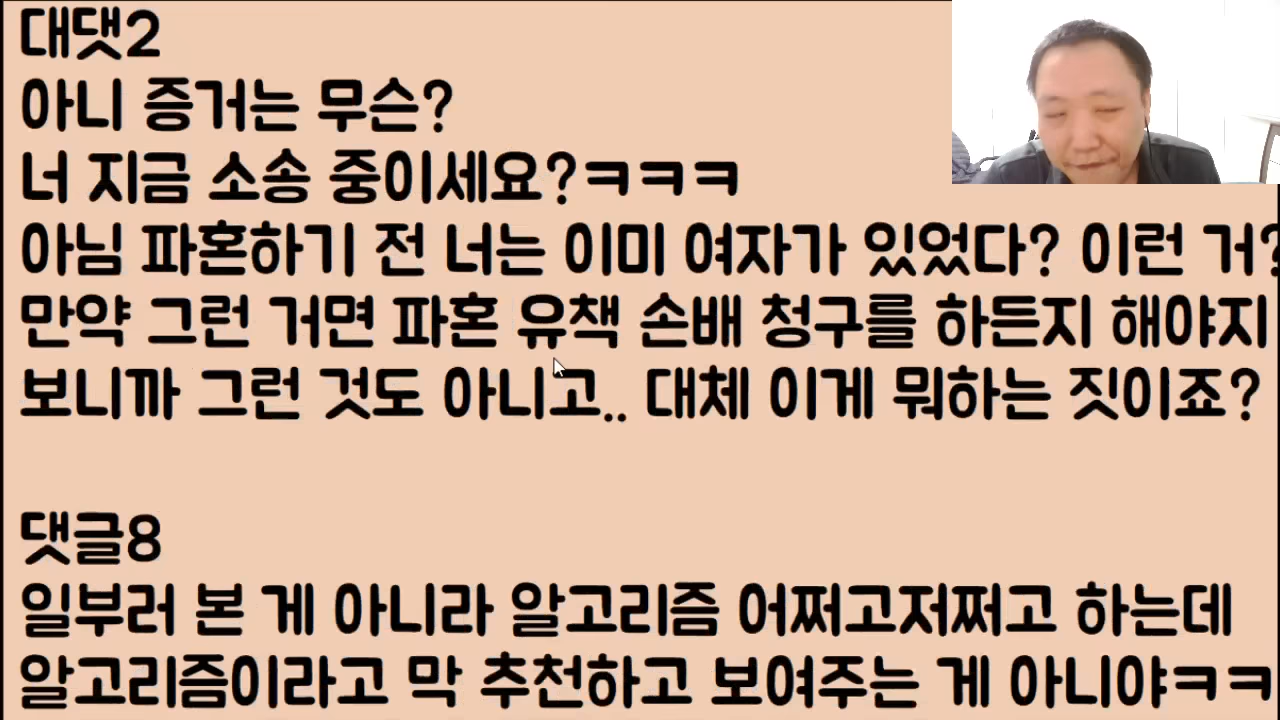 대댓2
아니 증거는 무슨?
너 지금 소송 중이세요?ㅋㅋㅋ
아님 파혼하기 전 너는 이미 여자가 있었다? 이런 거?
만약 그런 거면 파혼 유책 손배 청구를 하든지 해야지
보니까 그런 것도 아니고.. 대체 이게 뭐하는 짓이죠?
댓글8
일부러 본 게 아니라 알고리즘 어쩌고저쩌고 하는데
알고리즘이라고 막 추천하고 보여주는 게 아니야ㅋㅋ